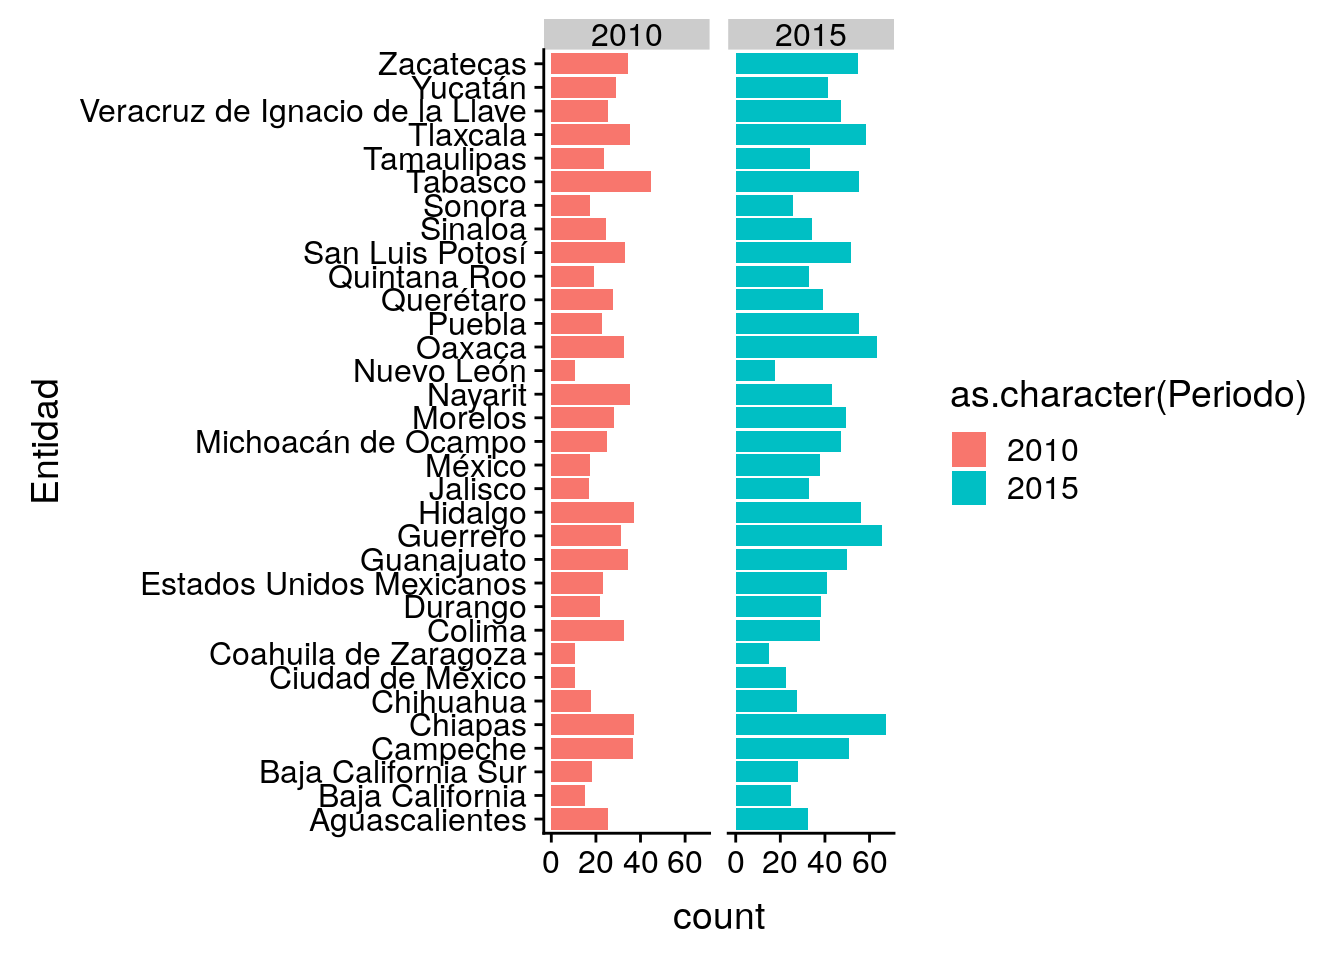 2010 2015
Zacatecas
Yucatán
Veracruz de Ignacio de la Llave
Tlaxcala
Tamaulipas
Tabasco
Sonora
Sinaloa
San Luis Potosí
Quintana Roo
Querétaro
Puebla
Oaxaca
Nuevo León
Nayarit
Morelos
Michoacán de Ocampo
México
Jalisco
Hidalgo
Guerrero
Guanajuato
Estados Unidos Mexicanos
Durango
Colima
Coahuila de Zaragoza
Ciudad de México
Chihuahua
Chiapas
Campeche
Baja California Sur
Baja California
Aguascalientes
0 20 40 60 0 20 40 60
count
Entidad
as.character(Periodo)
2010
2015